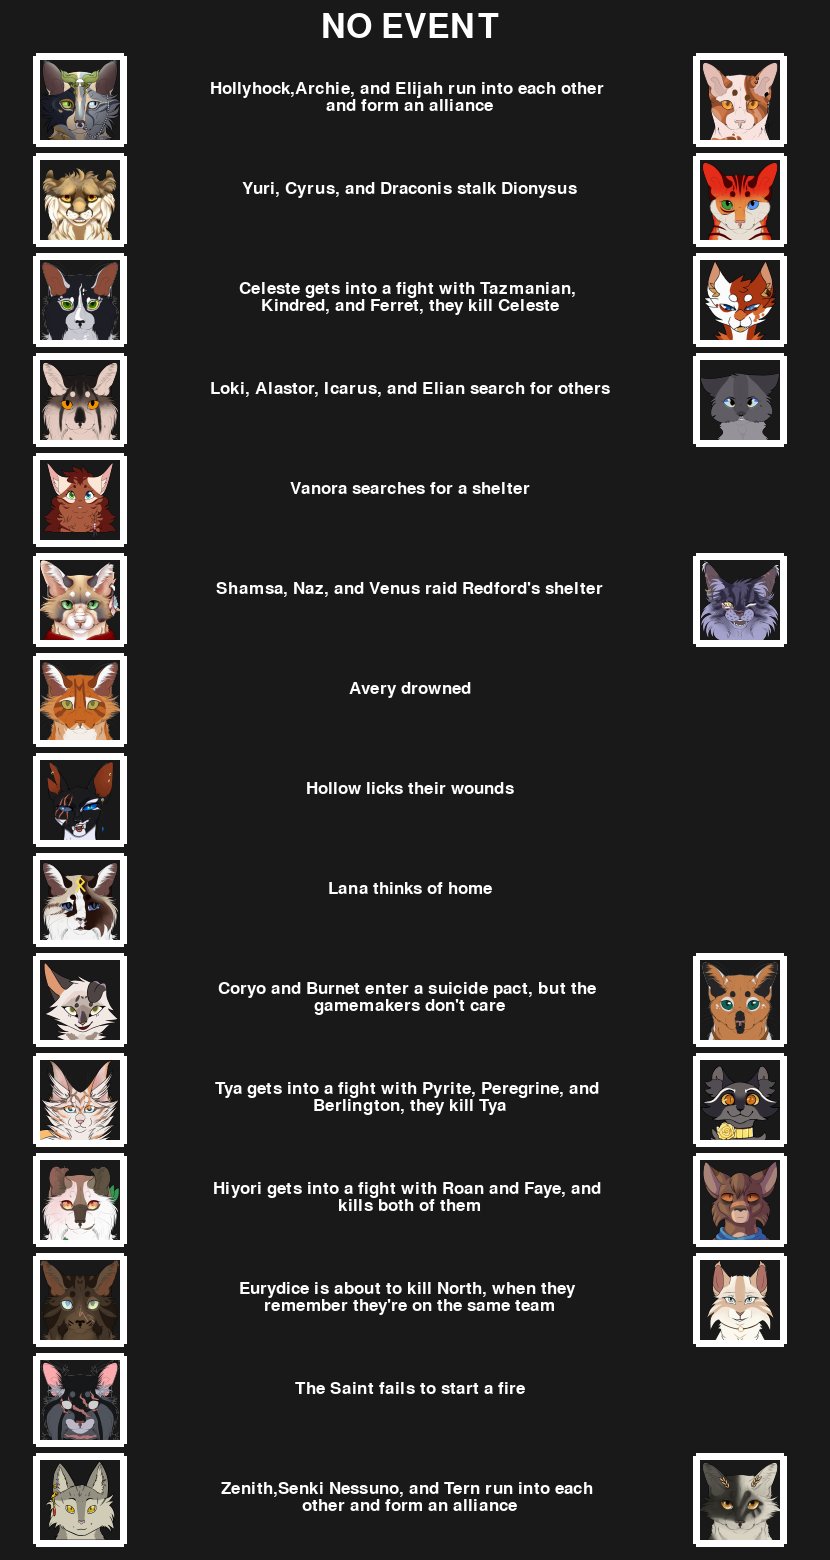 NO EVENT
Hollyhock,Archie, and Elijah run into each other
and form an alliance
Yuri, Cyrus, and Draconis stalk Dionysus
Celeste gets into a fight with Tazmanian,
Kindred, and Ferret, they kill Celeste
Loki, Alastor, Icarus, and Elian search for others
Vanora searches for a shelter
Shamsa, Naz, and Venus raid Redford's shelter
Avery drowned
Hollow licks their wounds
Lana thinks of home
Coryo and Burnet enter a suicide pact, but the
gamemakers don't care
Tya gets into a fight with Pyrite, Peregrine, and
Berlington, they kill Tya
Hiyori gets into a fight with Roan and Faye, and
kills both of them
Eurydice is about to kill North, when they
remember they're on the same team
The Saint fails to start a fire
Zenith,Senki Nessuno, and Tern run into each
other and form an alliance